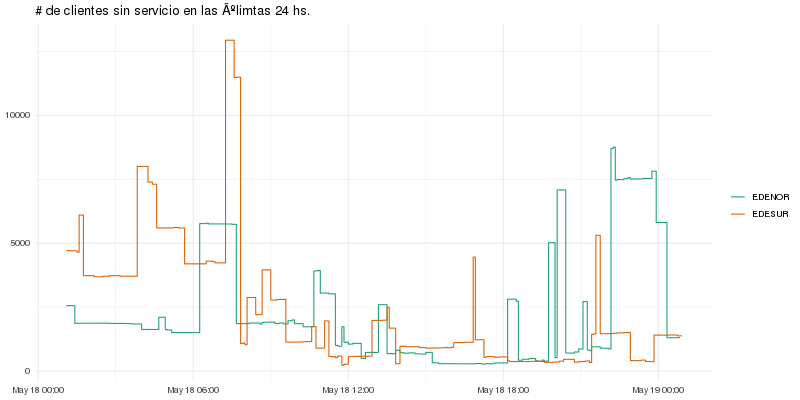 # de clientes sin servicio en las Ãºlimtas 24 hs.
10000
5000
0
May 18 00:00
May 18 06:00
May 18 12:00
May 18 18:00
May 19 00:00
EDENOR
EDESUR